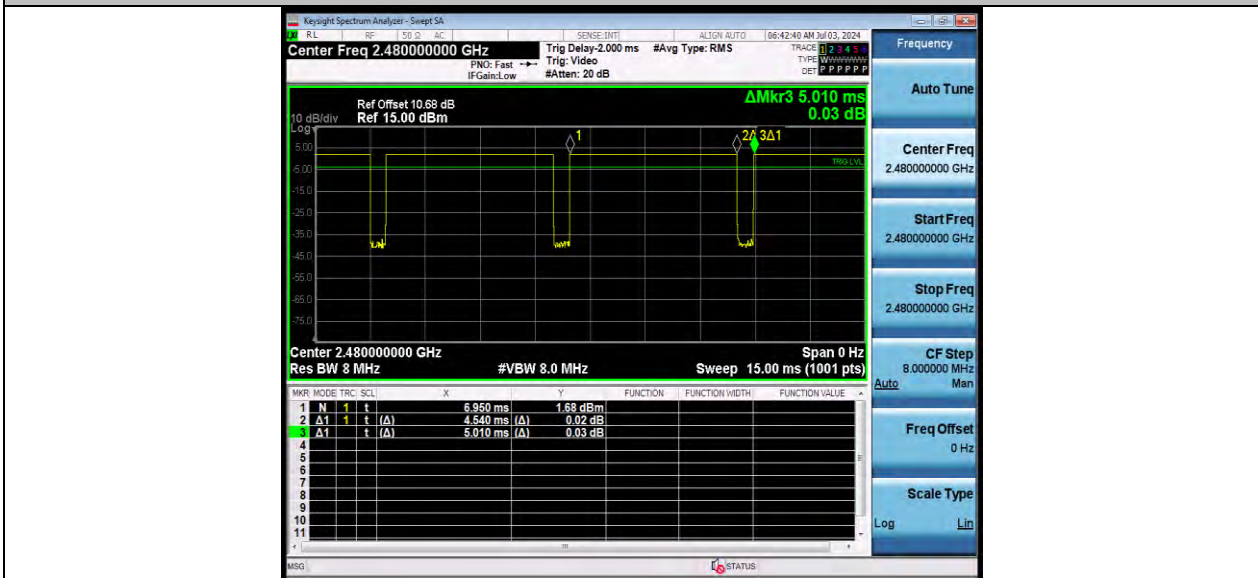 Keysight Spectrum Analyzer - Swept SA
LXI RL RF 50 Ω AC SENSE:INT ALIGN AUTO 06:42:40 AM Jul 03, 2024
Center Freq 2.480000000 GHz Trig Delay-2.000 ms #Avg Type: RMS TRACE 1 2 3 4 5 6
PNO: Fast Trig: Video TYPE WWWWWW
IFGain:Low #Atten: 20 dB DET P P P P P P
Frequency
Auto Tune
Center Freq
2.480000000 GHz
Start Freq
2.480000000 GHz
Stop Freq
2.480000000 GHz
CF Step
8.000000 MHz
Auto Man
Freq Offset
0 Hz
Scale Type
Log Lin
ΔMkr3 5.010 ms
0.03 dB
Ref Offset 10.68 dB
10 dB/div Ref 15.00 dBm
Log
1 2Δ 3Δ1
5.00
TRIG LVL
-5.00
-15.0
-25.0
-35.0
-45.0
-55.0
-65.0
-75.0
Center 2.480000000 GHz Span 0 Hz
Res BW 8 MHz #VBW 8.0 MHz Sweep 15.00 ms (1001 pts)
MKR MODE TRC SCL X Y FUNCTION FUNCTION WIDTH FUNCTION VALUE
1 N 1 t 6.950 ms 1.68 dBm
2 Δ1 1 t (Δ) 4.540 ms (Δ) 0.02 dB
3 Δ1 t (Δ) 5.010 ms (Δ) 0.03 dB
4
5
6
7
8
9
10
11
MSG STATUS